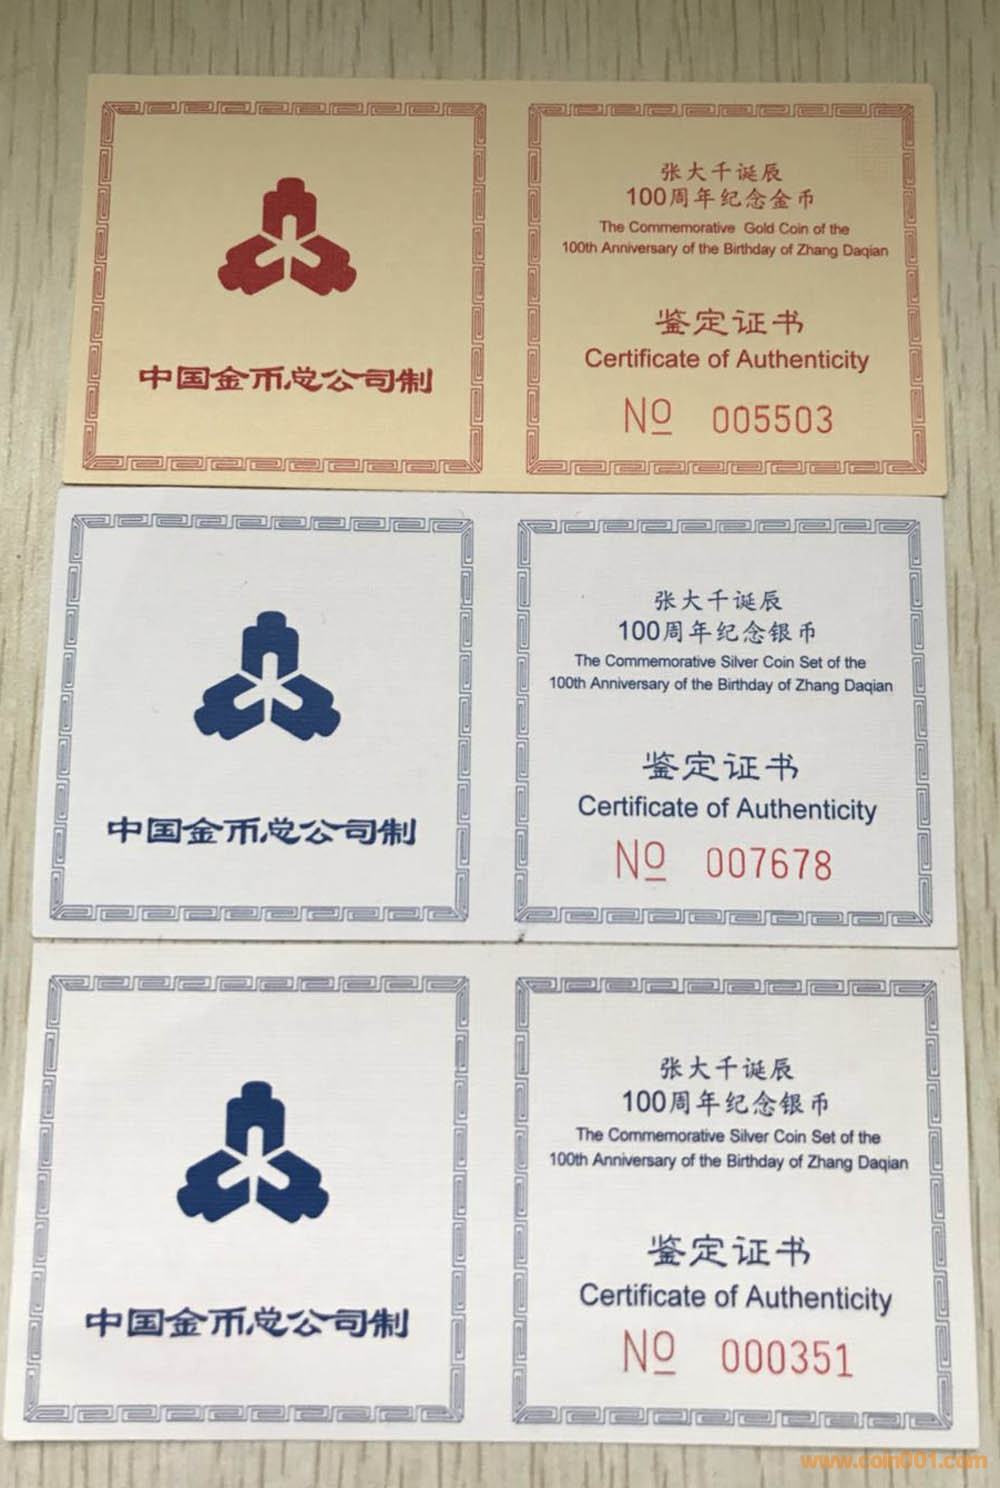 中国金币总公司制
张大千诞辰
100周年纪念金币
The Commemorative Gold Coin of the
100th Anniversary of the Birthday of Zhang Daqian
鉴定证书
Certificate of Authenticity
No 005503
中国金币总公司制
张大千诞辰
100周年纪念银币
The Commemorative Silver Coin Set of the
100th Anniversary of the Birthday of Zhang Daqian
鉴定证书
Certificate of Authenticity
No 007678
中国金币总公司制
张大千诞辰
100周年纪念银币
The Commemorative Silver Coin Set of the
100th Anniversary of the Birthday of Zhang Daqian
鉴定证书
Certificate of Authenticity
No 000351
www.coin001.com